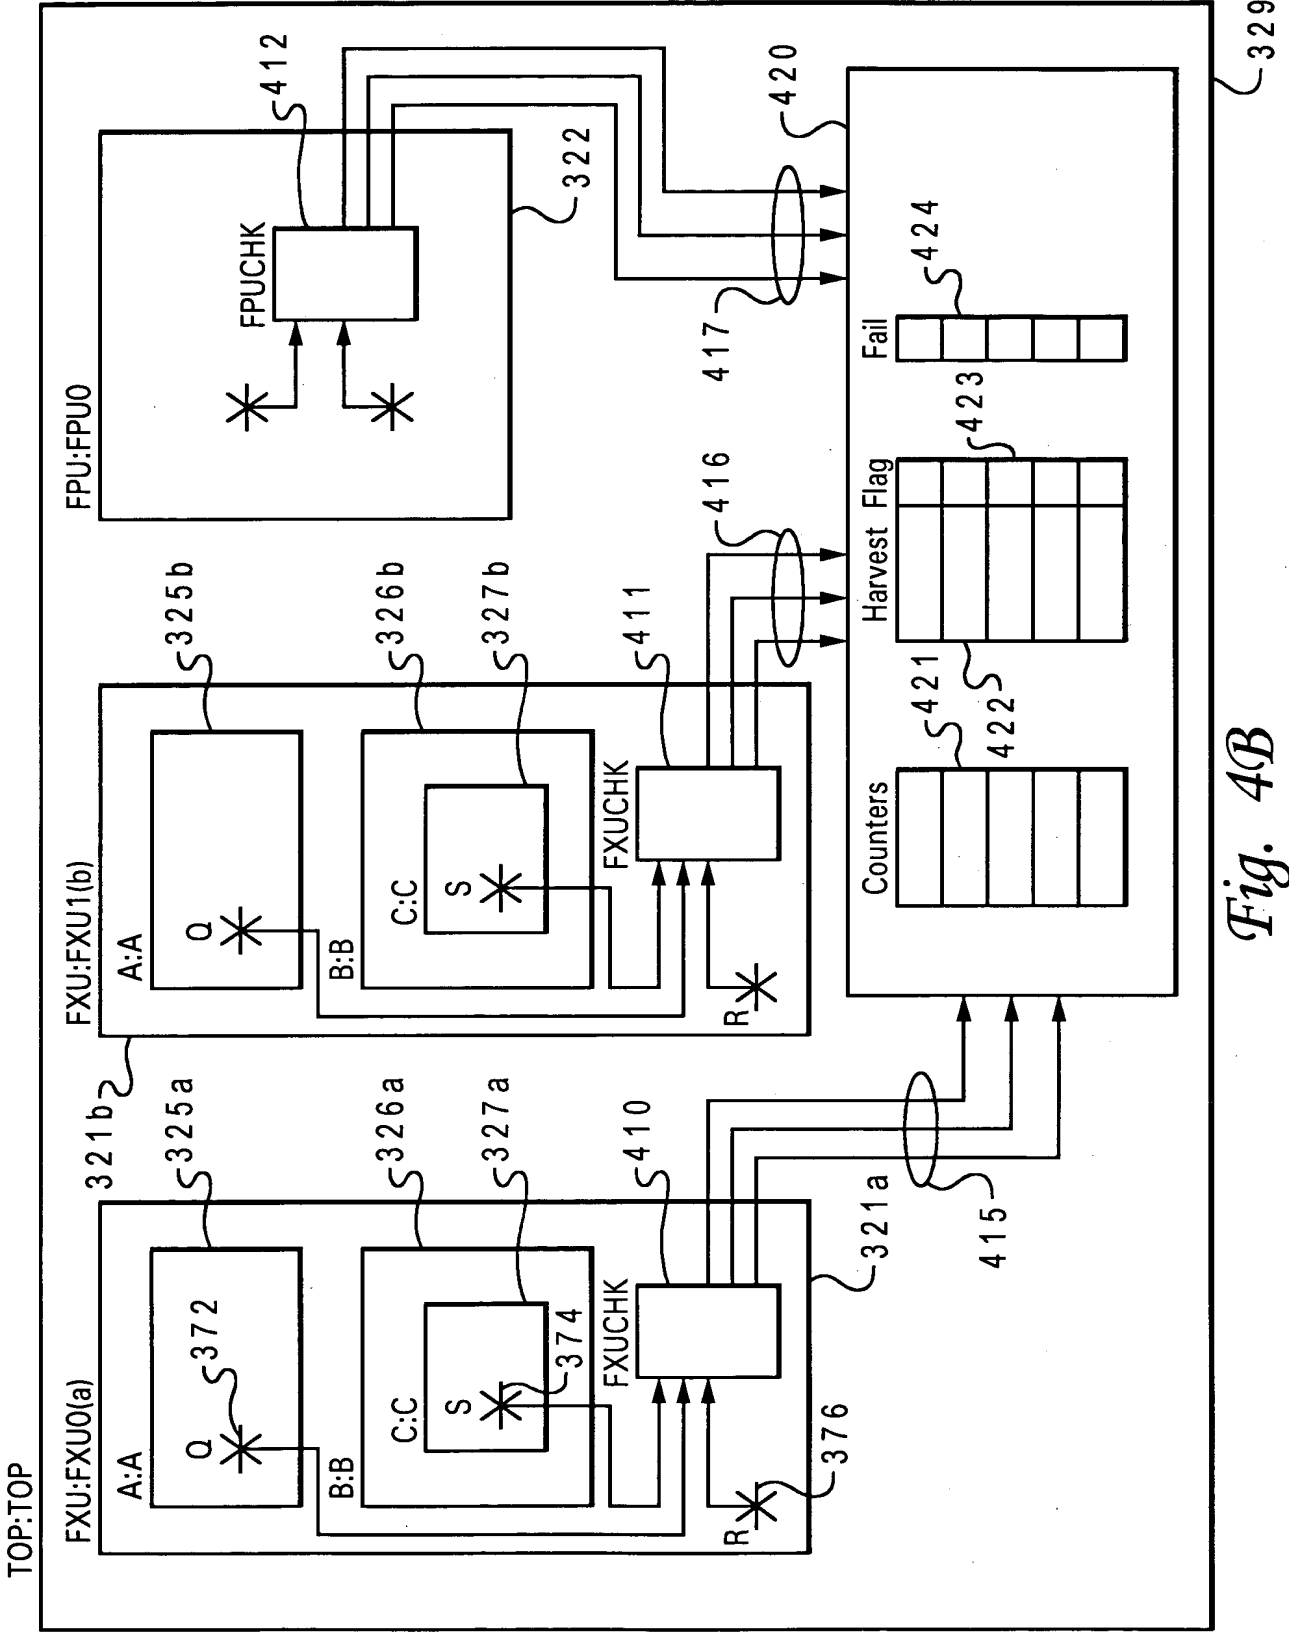 TOP:TOP
FXU:FXU0(a)
A:A
Q
372
325a
B:B
C:C
S
374
326a
327a
FXUCHK
410
R
376
321a
415
321b
FXU:FXU1(b)
A:A
Q
325b
B:B
C:C
S
326b
327b
FXUCHK
411
R
416
FPU:FPU0
FPUCHK
412
322
417
420
Counters
421
Harvest Flag
422
423
Fail
424
329
Fig. 4B